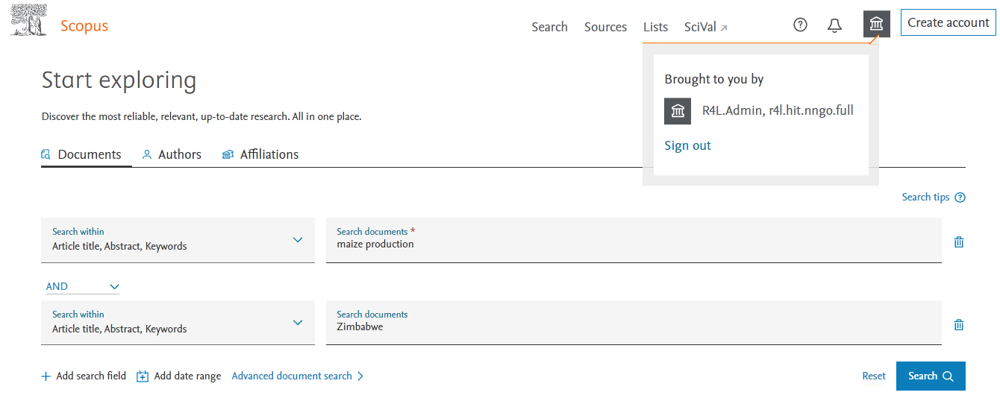 Scopus
Search Sources Lists SciVal ↗
Create account
Brought to you by
R4L.Admin, r4l.hit.nngo.full
Sign out
Start exploring
Discover the most reliable, relevant, up-to-date research. All in one place.
Documents Authors Affiliations
Search tips
Search within
Article title, Abstract, Keywords
Search documents *
maize production
AND
Search within
Article title, Abstract, Keywords
Search documents
Zimbabwe
+ Add search field Add date range Advanced document search >
Reset Search